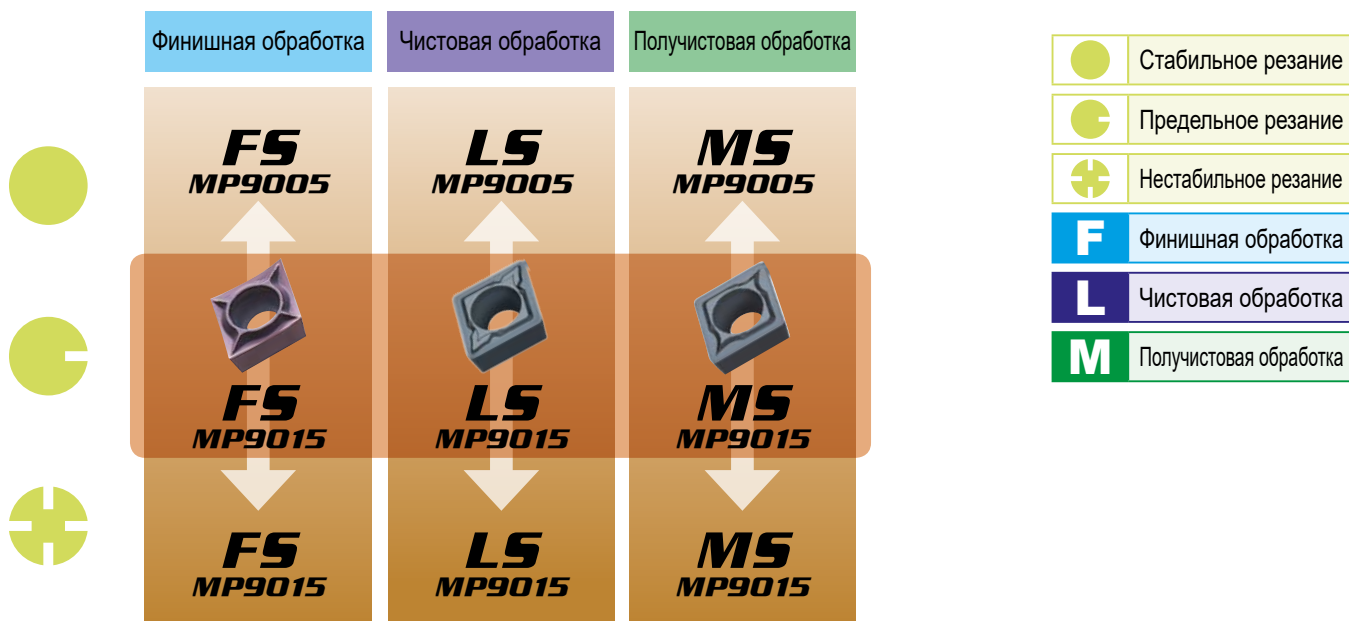 Финишная обработка
Чистовая обработка
Получистовая обработка
FS
MP9005
LS
MP9005
MS
MP9005
FS
MP9015
LS
MP9015
MS
MP9015
FS
MP9015
LS
MP9015
MS
MP9015
Стабильное резание
Предельное резание
Нестабильное резание
F Финишная обработка
L Чистовая обработка
M Получистовая обработка